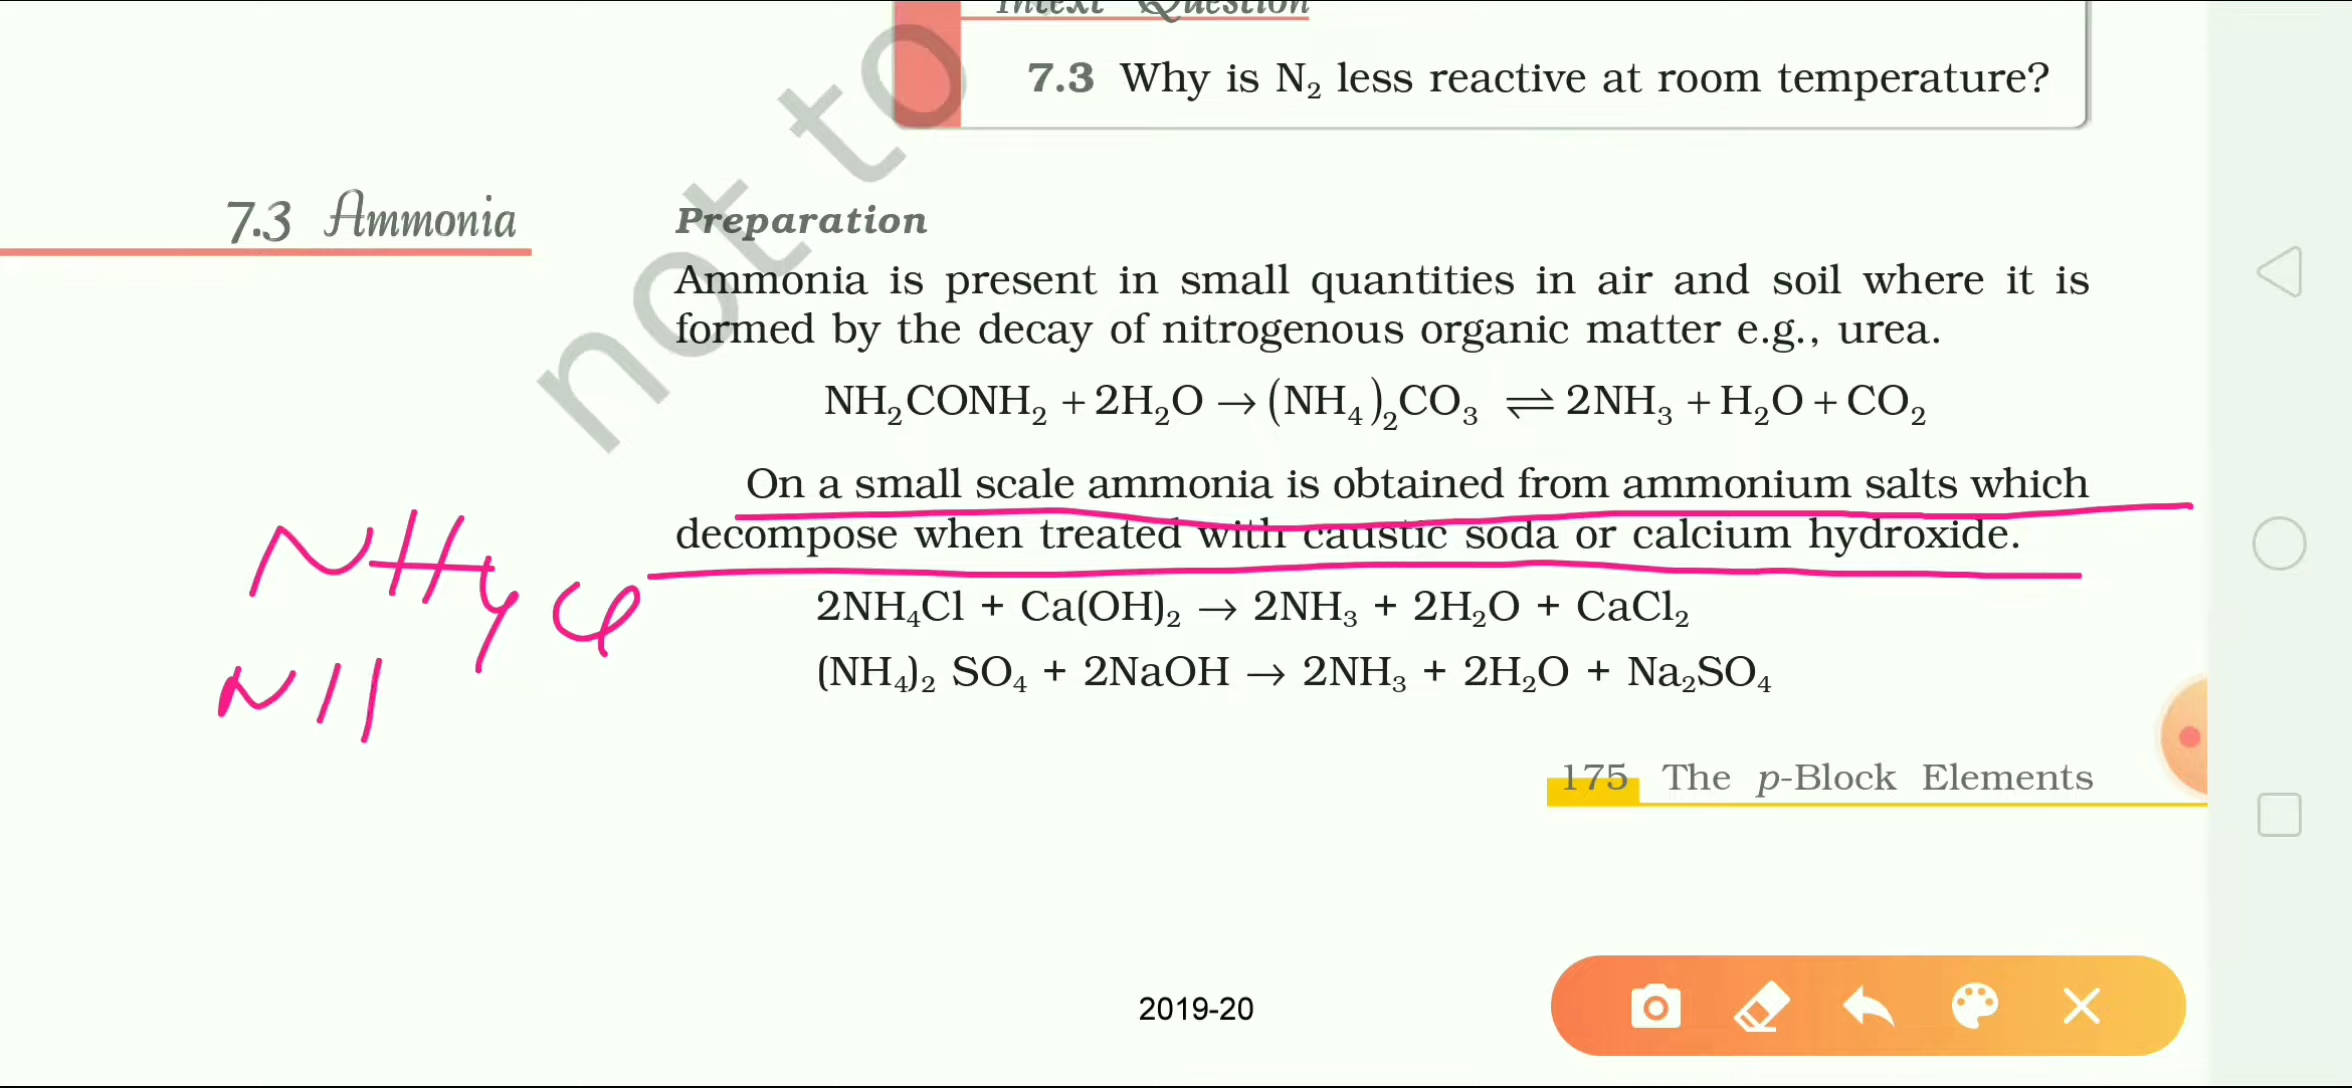 Intext Question
7.3 Why is N₂ less reactive at room temperature?
not to
7.3 Ammonia
Preparation
Ammonia is present in small quantities in air and soil where it is
formed by the decay of nitrogenous organic matter e.g., urea.
NH₂CONH₂ + 2H₂O → (NH₄)₂CO₃ ⇌ 2NH₃ + H₂O + CO₂
On a small scale ammonia is obtained from ammonium salts which
decompose when treated with caustic soda or calcium hydroxide.
2NH₄Cl + Ca(OH)₂ → 2NH₃ + 2H₂O + CaCl₂
(NH₄)₂ SO₄ + 2NaOH → 2NH₃ + 2H₂O + Na₂SO₄
NH₄Cl
175 The p-Block Elements
2019-20